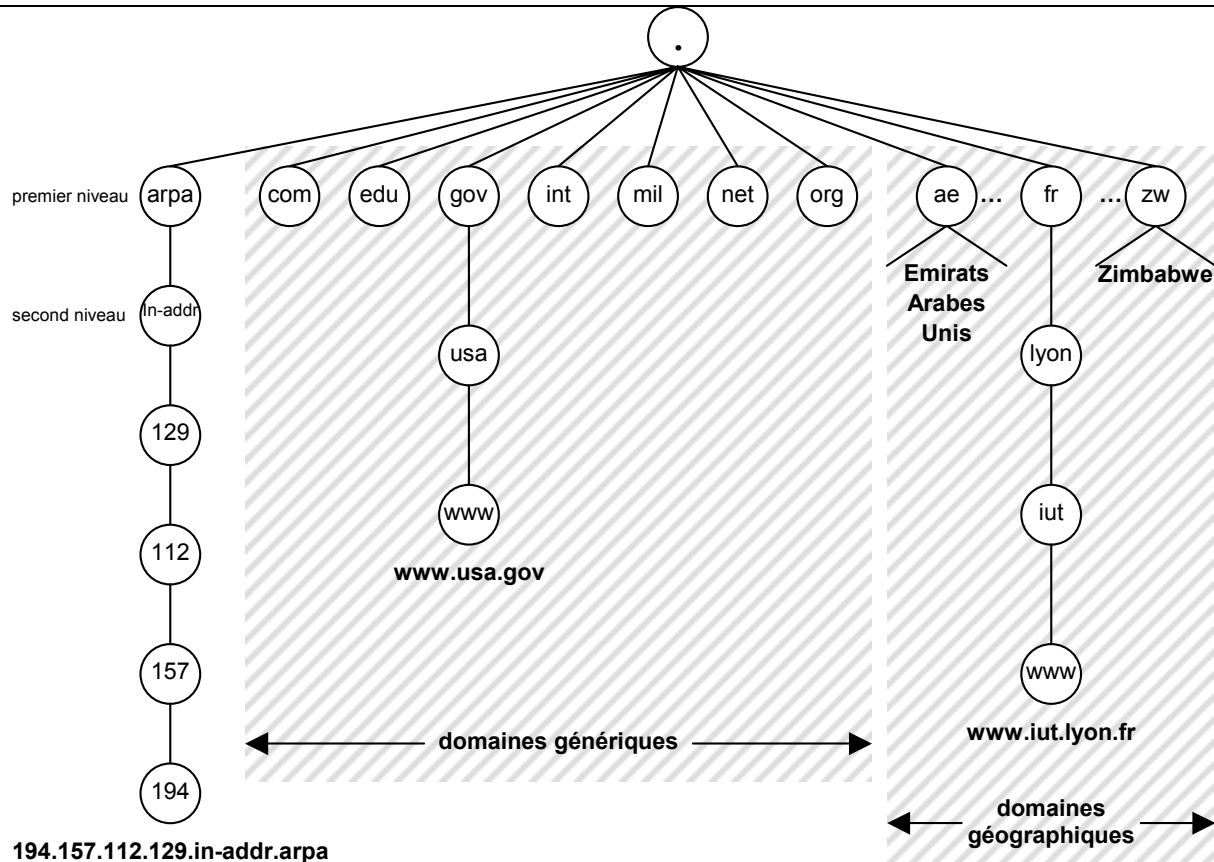 .
premier niveau arpa com edu gov int mil net org ae ... fr ... zw
Emirats
Arabes
Unis
Zimbabwe
second niveau In-addr
usa
lyon
129
www
iut
112
www.usa.gov
157
www
www.iut.lyon.fr
domaines génériques
194
domaines
géographiques
194.157.112.129.in-addr.arpa